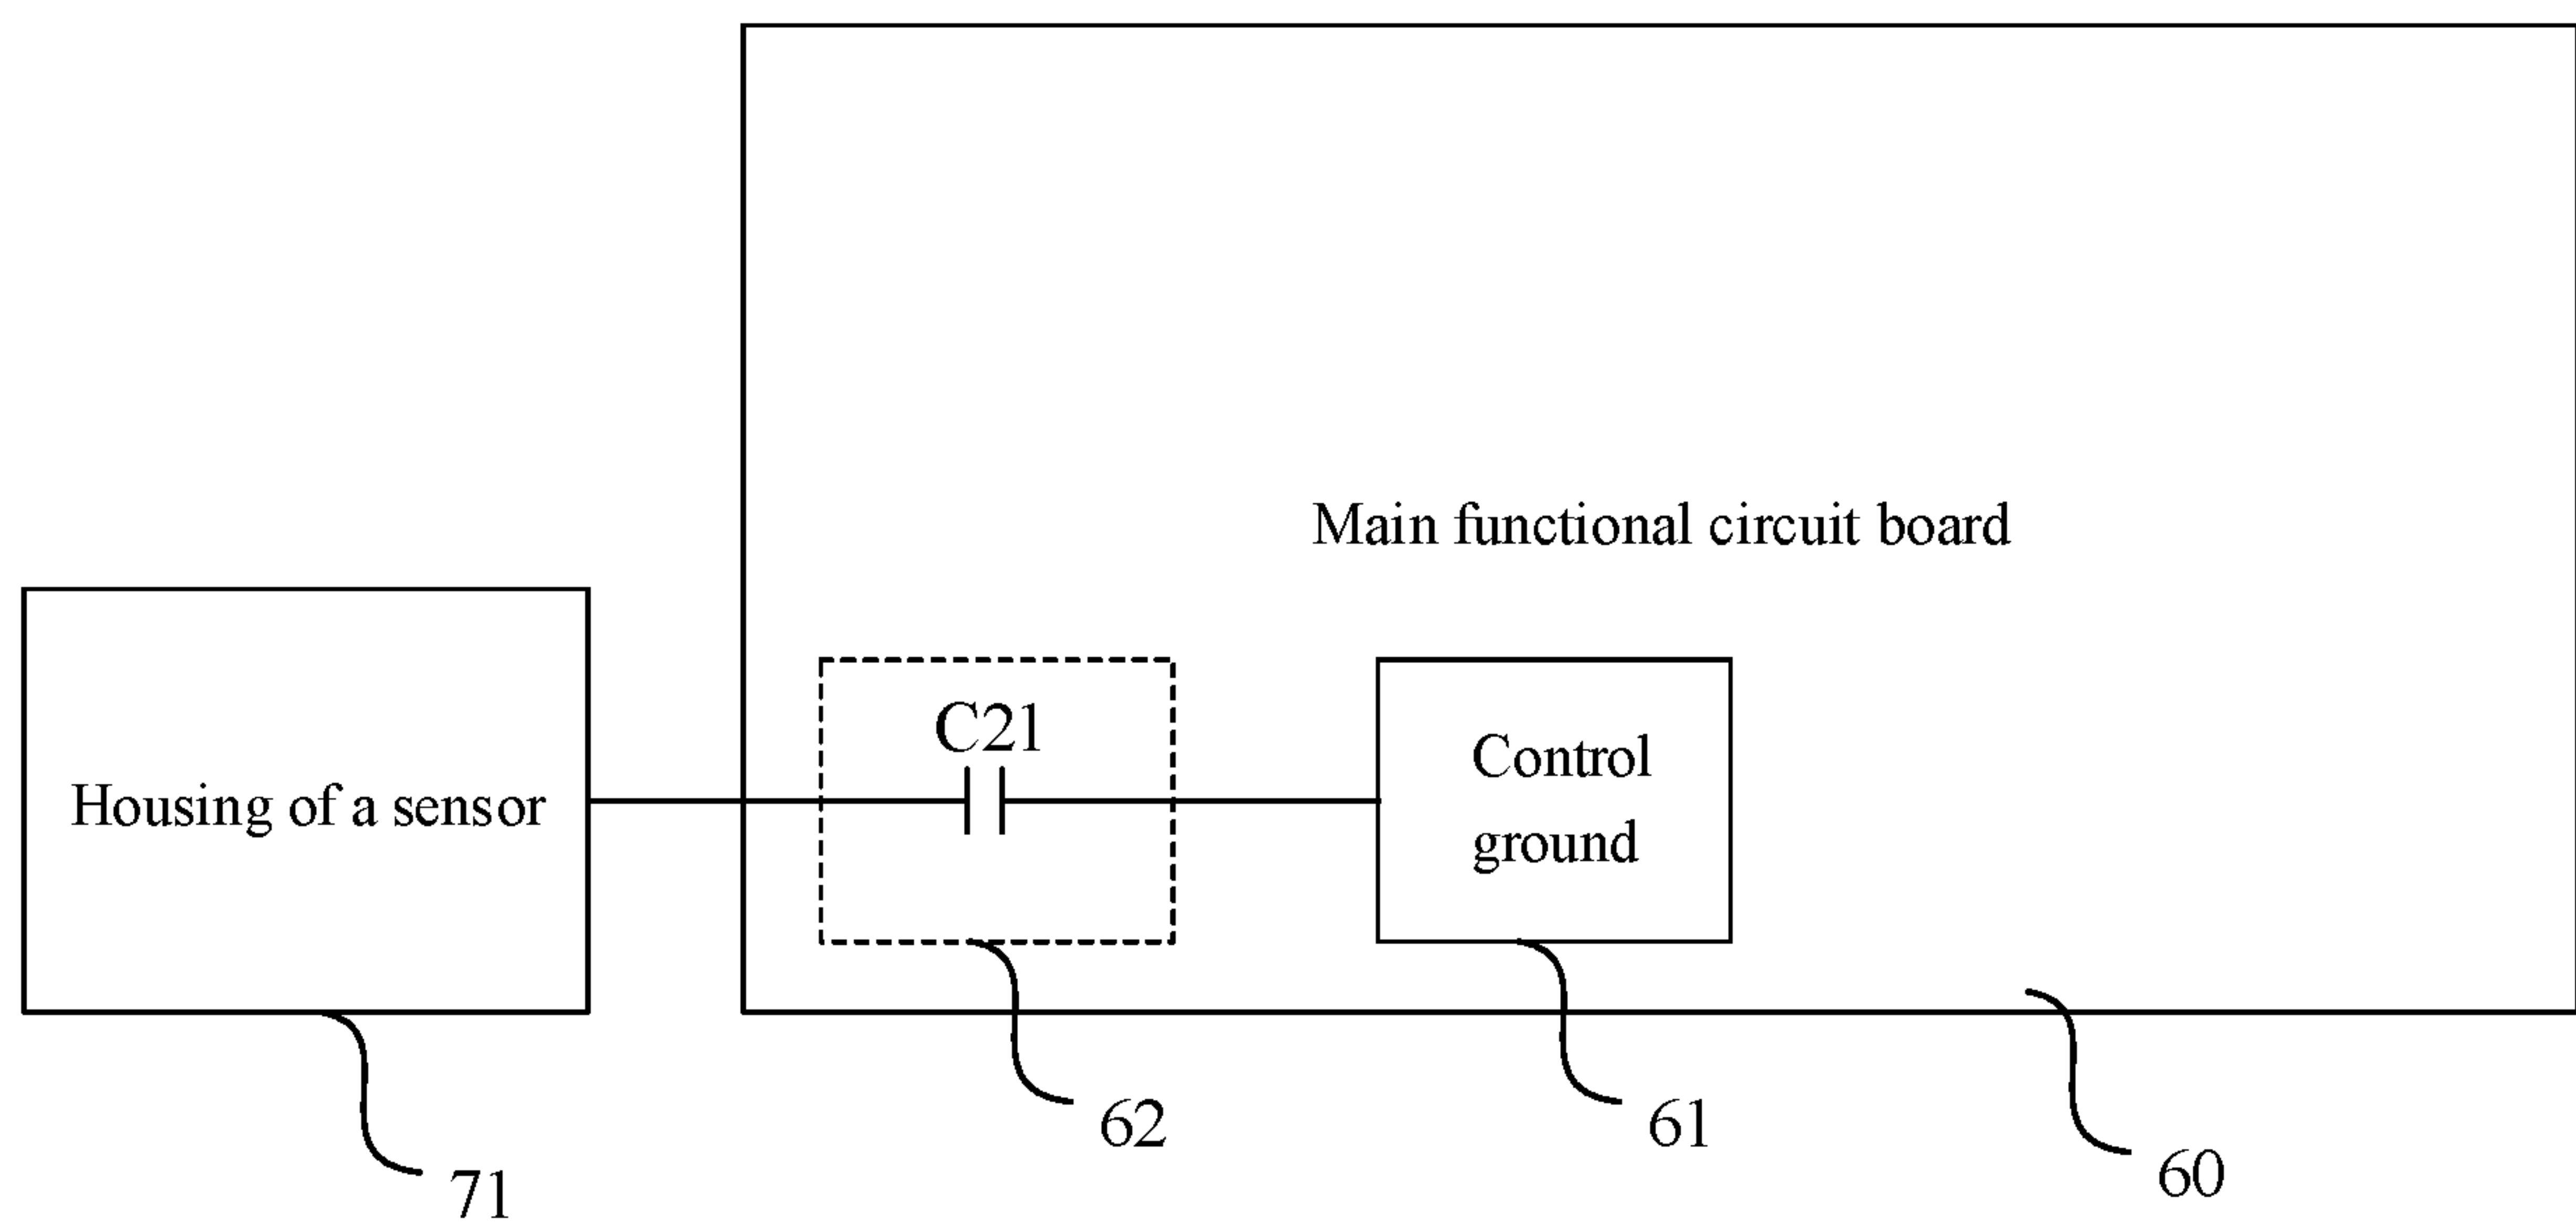 Main functional circuit board
Housing of a sensor
C21
Control
ground
62
61
60
71